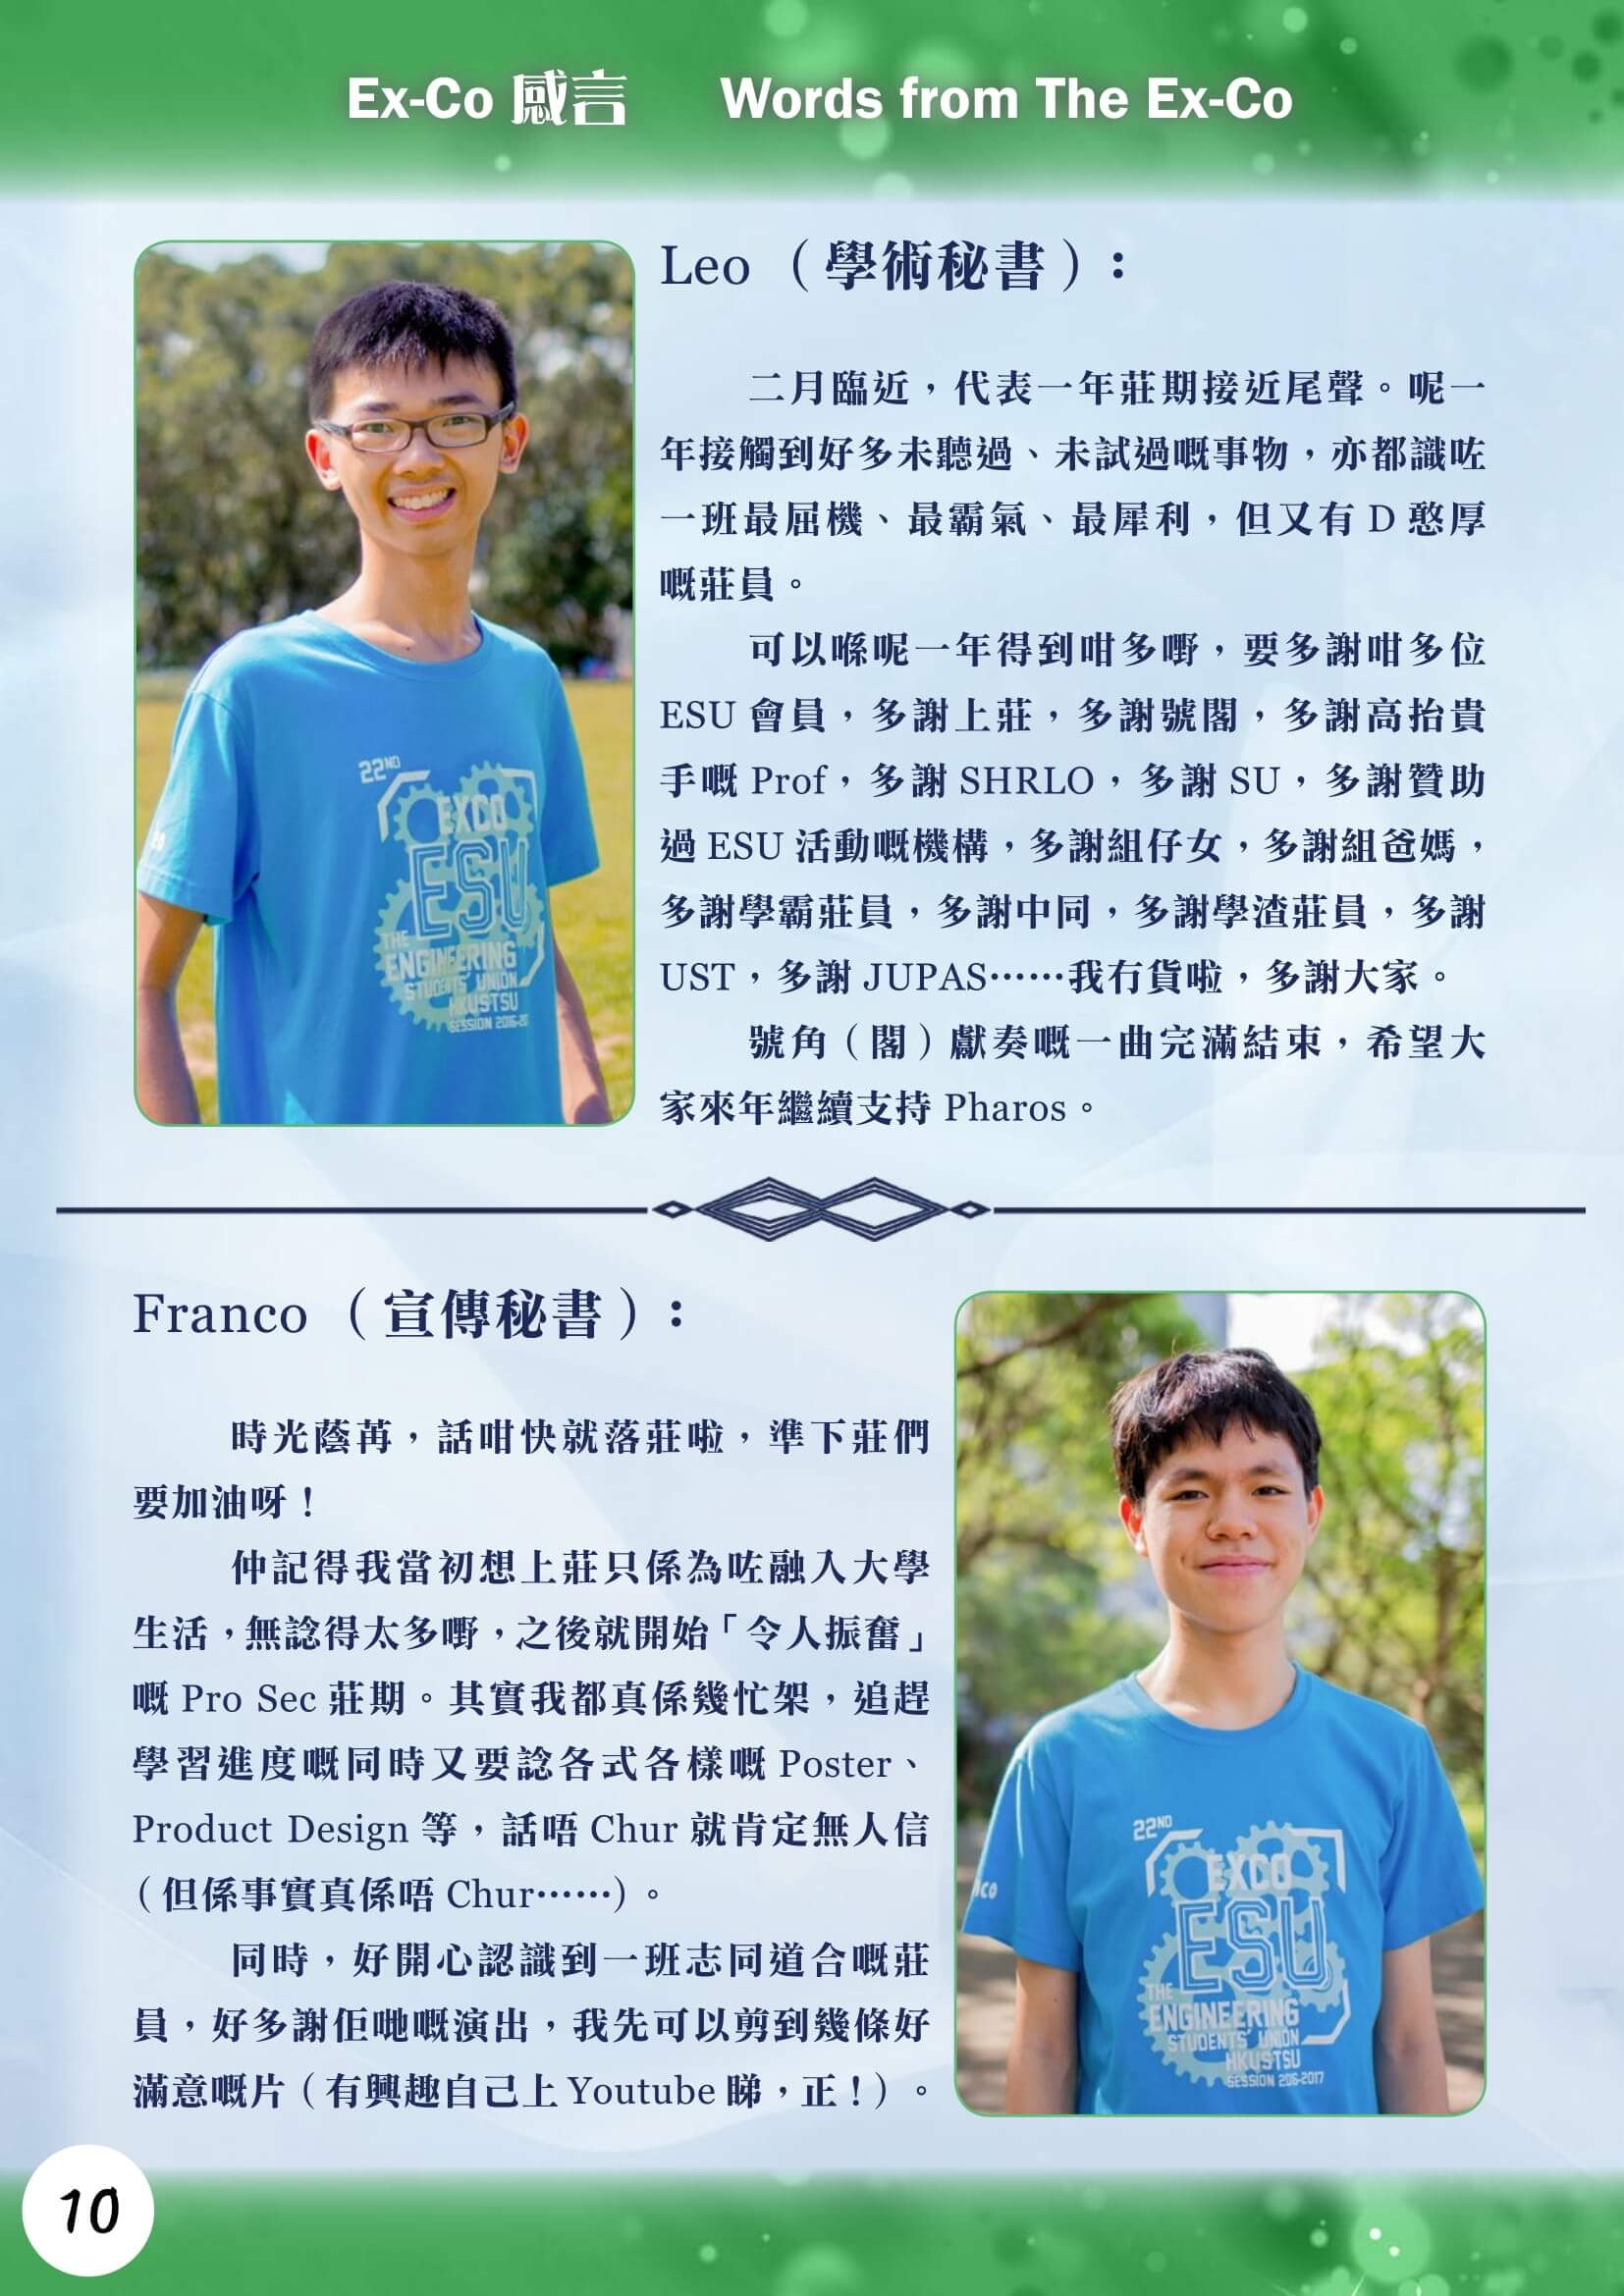 Ex-Co 感言 Words from The Ex-Co
Leo （學術秘書）：
二月臨近，代表一年莊期接近尾聲。呢一
年接觸到好多未聽過、未試過嘅事物，亦都識咗
一班最屈機、最霸氣、最犀利，但又有 D 憨厚
嘅莊員。
可以喺呢一年得到咁多嘢，要多謝咁多位
ESU 會員，多謝上莊，多謝號閣，多謝高抬貴
手嘅 Prof，多謝 SHRLO，多謝 SU，多謝贊助
過 ESU 活動嘅機構，多謝組仔女，多謝組爸媽，
多謝學霸莊員，多謝中同，多謝學渣莊員，多謝
UST，多謝 JUPAS……我冇貨啦，多謝大家。
號角（閣）獻奏嘅一曲完滿結束，希望大
家來年繼續支持 Pharos。
22ND
EXCO
ESU
THE
ENGINEERING
STUDENTS' UNION
HKUSTSU
SESSION 2016-20
Franco （宣傳秘書）：
時光蔭苒，話咁快就落莊啦，準下莊們
要加油呀！
仲記得我當初想上莊只係為咗融入大學
生活，無諗得太多嘢，之後就開始「令人振奮」
嘅 Pro Sec 莊期。其實我都真係幾忙架，追趕
學習進度嘅同時又要諗各式各樣嘅 Poster、
Product Design 等，話唔 Chur 就肯定無人信
（但係事實真係唔 Chur……）。
同時，好開心認識到一班志同道合嘅莊
員，好多謝佢哋嘅演出，我先可以剪到幾條好
滿意嘅片（有興趣自己上 Youtube 睇，正！）。
22ND
EXCO
ESU
THE
ENGINEERING
STUDENTS' UNION
HKUSTSU
SESSION 2016-2017
10